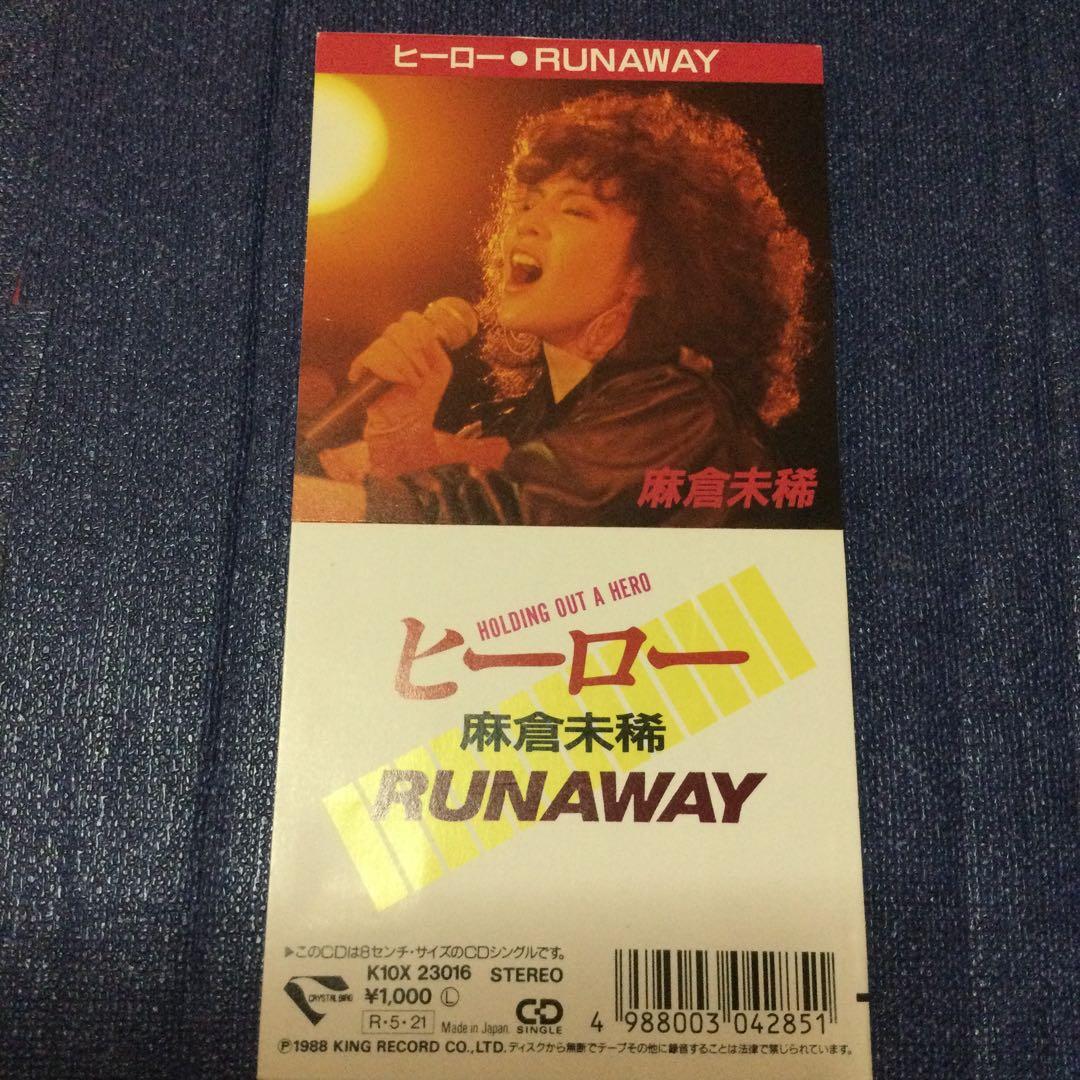 ヒーロー●RUNAWAY
麻倉未稀
HOLDING OUT A HERO
ヒーロー
麻倉未稀
RUNAWAY
▶このCDは8センチ・サイズのCDシングルです。
K10X 23016 STEREO
CRYSTAL BIRD
¥1,000 Ⓛ
R・5・21 Made in Japan. CD SINGLE
4 988003 042851
Ⓟ1988 KING RECORD CO.,LTD. ディスクから無断でテープその他に録音することは法律で禁じられています。